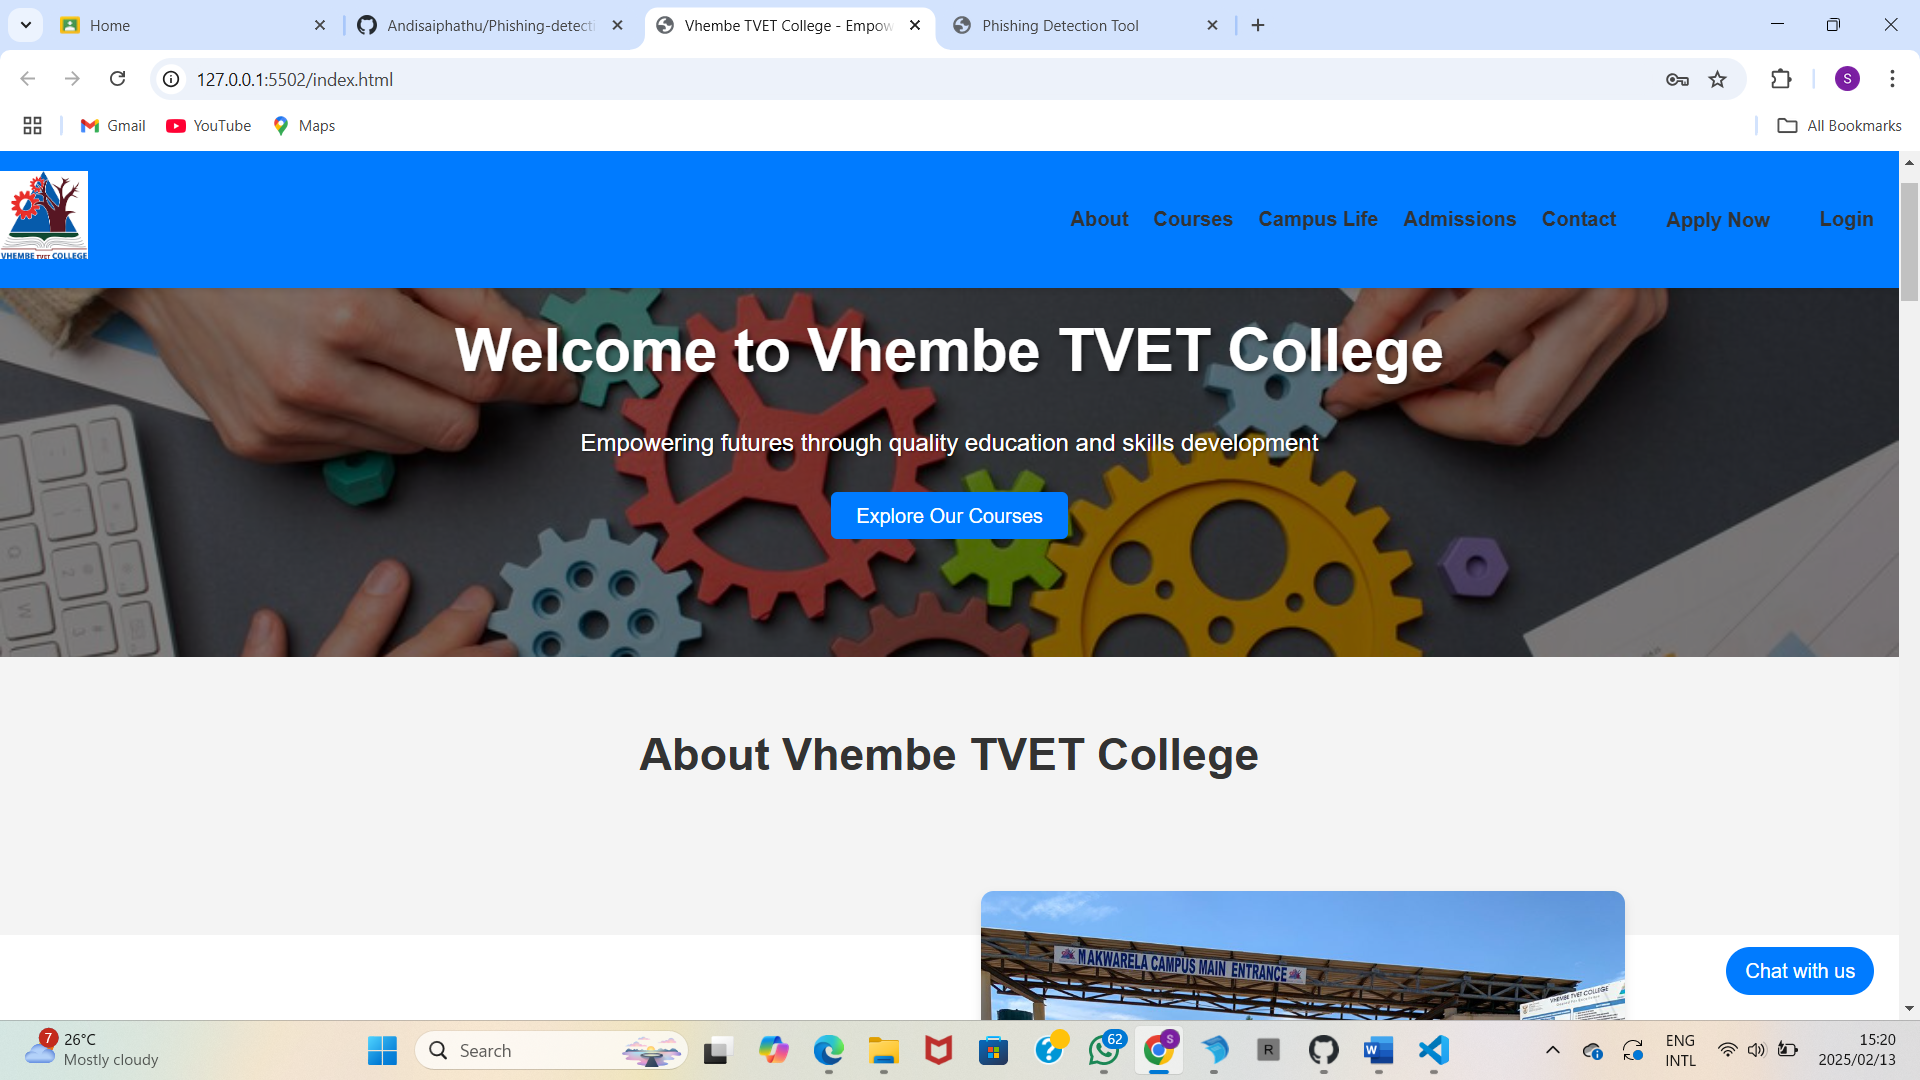 Home
Andisaiphathu/Phishing-detecti
Vhembe TVET College - Empow
Phishing Detection Tool
127.0.0.1:5502/index.html
S
Gmail
YouTube
Maps
All Bookmarks
VHEMBE TVET COLLEGE
About
Courses
Campus Life
Admissions
Contact
Apply Now
Login
Welcome to Vhembe TVET College
Empowering futures through quality education and skills development
Explore Our Courses
About Vhembe TVET College
MAKWARELA CAMPUS MAIN ENTRANCE
VHEMBE TVET COLLEGE
Chat with us
7
26°C
Mostly cloudy
Search
62
S
R
W
ENG
INTL
15:20
2025/02/13